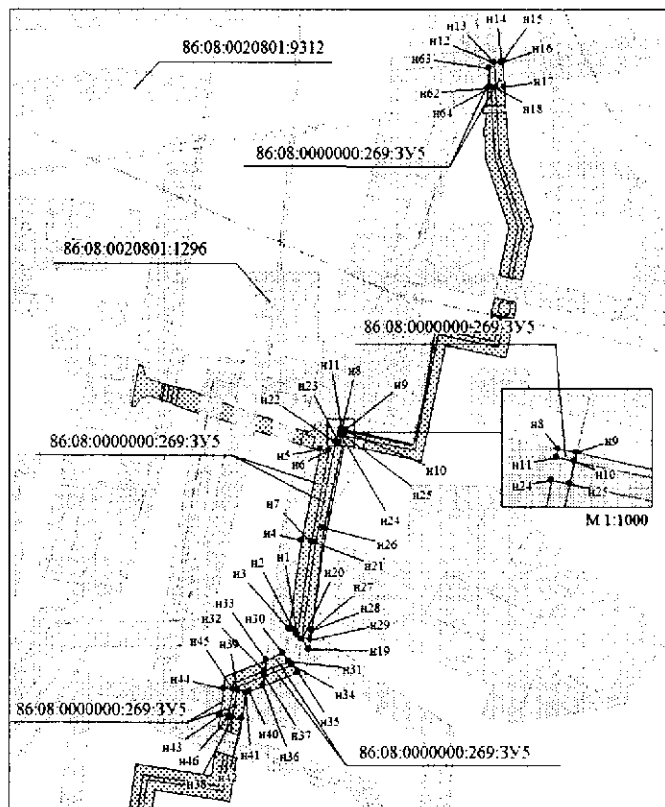 н14
н15
н13
86:08:0020801:9312
н12
н16
н63
н17
н62
н18
н64
86:08:0000000:269:ЗУ5
86:08:0020801:1296
86:08:0000000:269:ЗУ5
н11
н8
н23
н9
н22
86:08:0000000:269:ЗУ5
н5
н6
н10
н25
н8
н9
н11
н10
н24
н25
М 1:1000
н24
н7
н4
н26
н21
н1
н20
н2
н27
н3
н28
н33
н29
н32
н30
н19
н39
н45
н31
н34
н44
н35
86:08:0000000:269:ЗУ5
н37
н40
н43
н36
86:08:0000000:269:ЗУ5
н41
н46
н42
н38